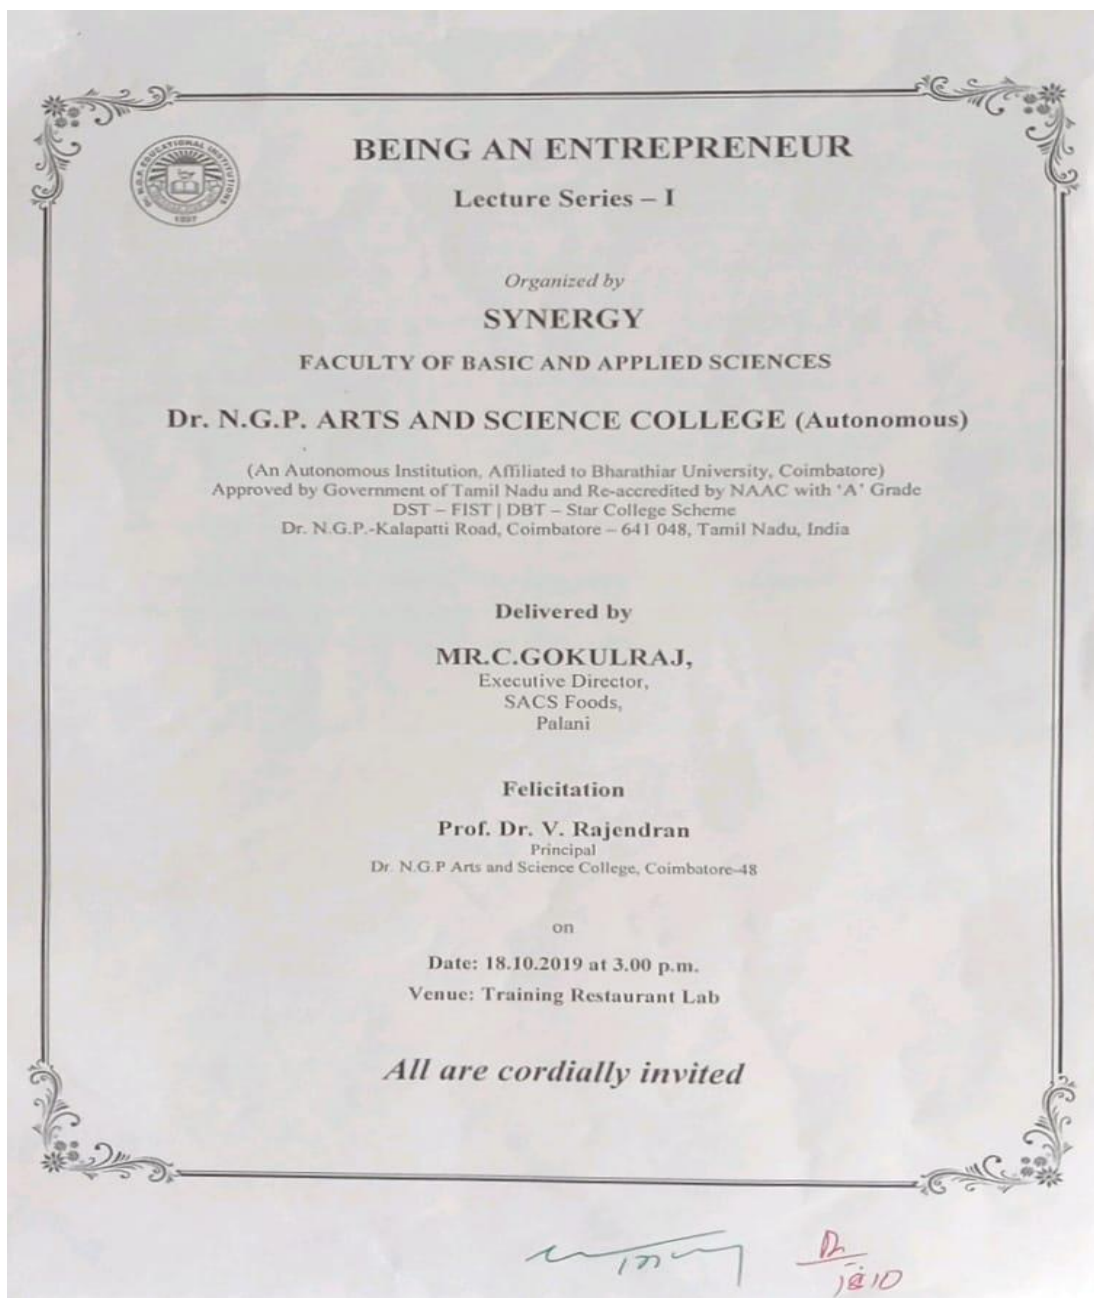 Dr. N.G.P. EDUCATIONAL INSTITUTIONS
1997
BEING AN ENTREPRENEUR
Lecture Series – I
Organized by
SYNERGY
FACULTY OF BASIC AND APPLIED SCIENCES
Dr. N.G.P. ARTS AND SCIENCE COLLEGE (Autonomous)
(An Autonomous Institution, Affiliated to Bharathiar University, Coimbatore)
Approved by Government of Tamil Nadu and Re-accredited by NAAC with ‘A’ Grade
DST – FIST | DBT – Star College Scheme
Dr. N.G.P.-Kalapatti Road, Coimbatore – 641 048, Tamil Nadu, India
Delivered by
MR.C.GOKULRAJ,
Executive Director,
SACS Foods,
Palani
Felicitation
Prof. Dr. V. Rajendran
Principal
Dr. N.G.P Arts and Science College, Coimbatore-48
on
Date: 18.10.2019 at 3.00 p.m.
Venue: Training Restaurant Lab
All are cordially invited